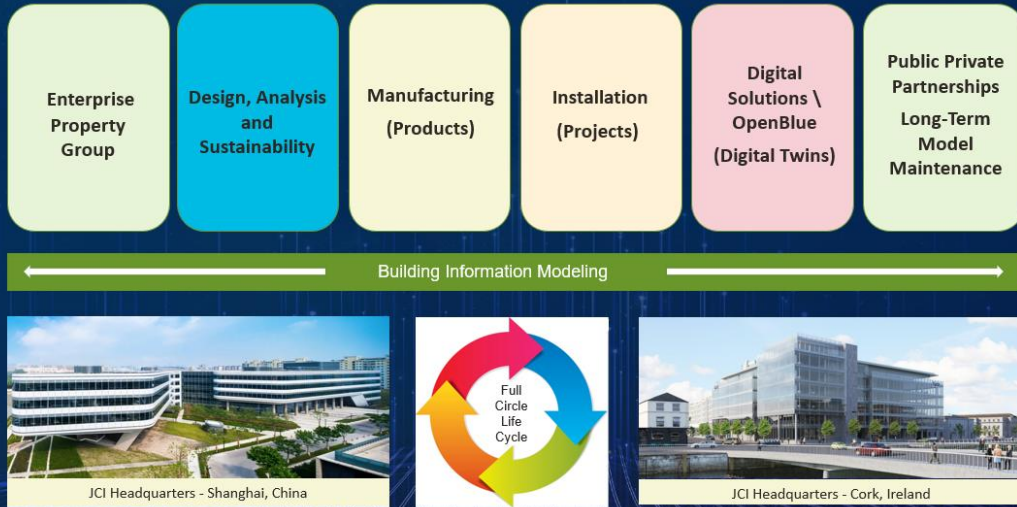 Enterprise
Property
Group
Design, Analysis
and
Sustainability
Manufacturing
(Products)
Installation
(Projects)
Digital
Solutions \
OpenBlue
(Digital Twins)
Public Private
Partnerships
Long-Term
Model
Maintenance
Building Information Modeling
JCI Headquarters - Shanghai, China
Full
Circle
Life
Cycle
JCI Headquarters - Cork, Ireland